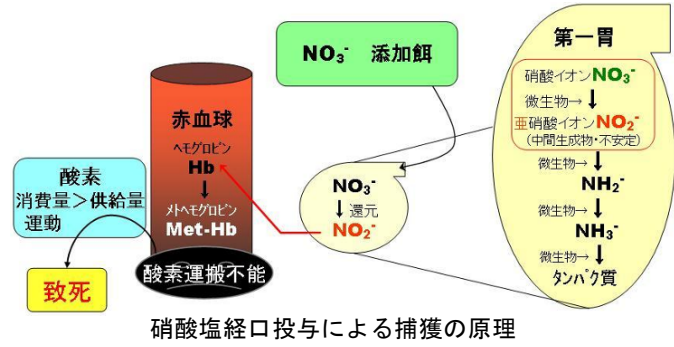 NO₃⁻ 添加餌
第一胃
硝酸イオンNO₃⁻
微生物→
亜硝酸イオンNO₂⁻
(中間生成物・不安定)
微生物→
NH₂⁻
微生物→
NH₃⁻
微生物→
タンパク質
赤血球
ヘモグロビン
Hb
メトヘモグロビン
Met-Hb
酸素運搬不能
NO₃⁻
還元
NO₂⁻
酸素
消費量＞供給量
運動
致死
硝酸塩経口投与による捕獲の原理